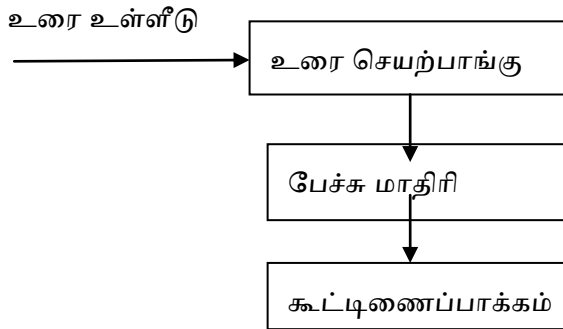 உரை உள்ளீடு
உரை செயற்பாங்கு
பேச்சு மாதிரி
கூட்டிணைப்பாக்கம்